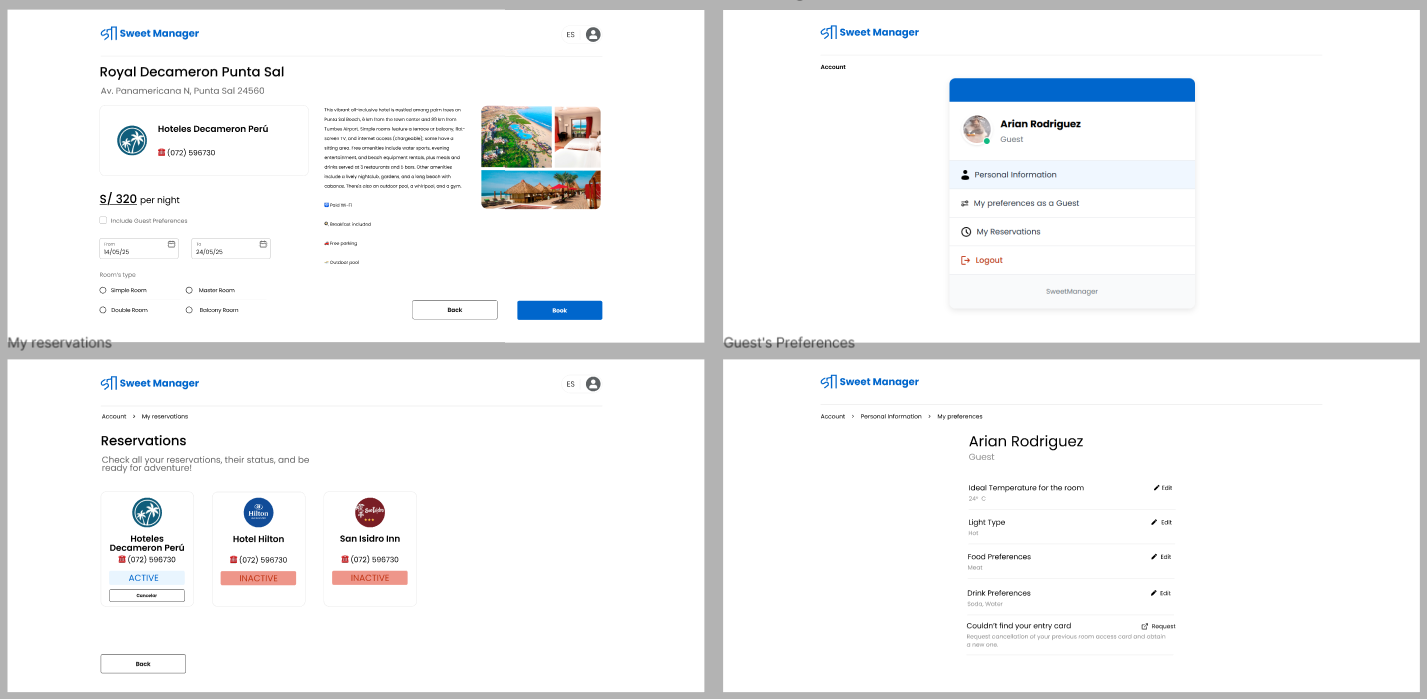 Sweet Manager
ES
Royal Decameron Punta Sal
Av. Panamericana N, Punta Sal 24560
Hoteles Decameron Perú
(072) 596730
S/ 320 per night
Include Guest Preferences
From
14/05/25
To
24/05/25
Room's type
Simple Room
Master Room
Double Room
Balcony Room
This vibrant all-inclusive hotel is nestled among palm trees on
Punta Sal Beach, 6 km from the town center and 89 km from
Tumbes Airport. Simple rooms feature a terrace or balcony, flat-
screen TV, and internet access (chargeable); some have a
sitting area. Free amenities include water sports, evening
entertainment, and beach equipment rentals, plus meals and
drinks served at 3 restaurants and 5 bars. Other amenities
include a lively nightclub, gardens, and a long beach with
cabanas. There's also an outdoor pool, a whirlpool, and a gym.
Paid Wi-Fi
Breakfast included
Free parking
Outdoor pool
Back
Book
Sweet Manager
Account
Arian Rodriguez
Guest
Personal Information
My preferences as a Guest
My Reservations
Logout
SweetManager
My reservations
Sweet Manager
ES
Account > My reservations
Reservations
Check all your reservations, their status, and be
ready for adventure!
Hoteles
Decameron Perú
(072) 596730
ACTIVE
Cancelar
Hilton
Hotel Hilton
(072) 596730
INACTIVE
San Isidro
San Isidro Inn
(072) 596730
INACTIVE
Back
Guest's Preferences
Sweet Manager
Account > Personal Information > My preferences
Arian Rodriguez
Guest
Ideal Temperature for the room
Edit
24° C
Light Type
Edit
Hot
Food Preferences
Edit
Meat
Drink Preferences
Edit
Soda, Water
Couldn't find your entry card
Request
Request cancellation of your previous room access card and obtain
a new one.